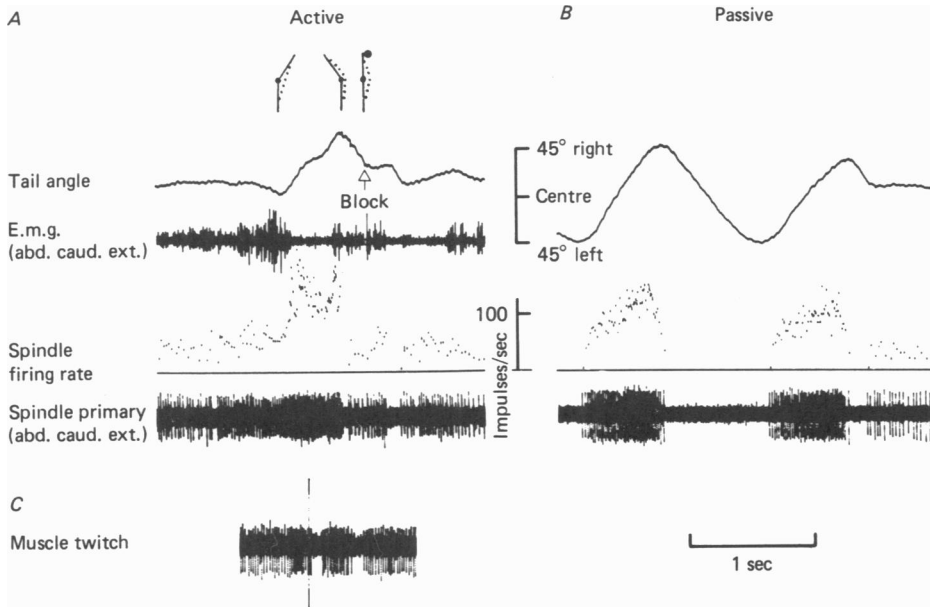 A
Active
B
Passive
Tail angle
Block
45° right
Centre
45° left
E.m.g.
(abd. caud. ext.)
100
Impulses/sec
Spindle
firing rate
Spindle primary
(abd. caud. ext.)
C
Muscle twitch
1 sec